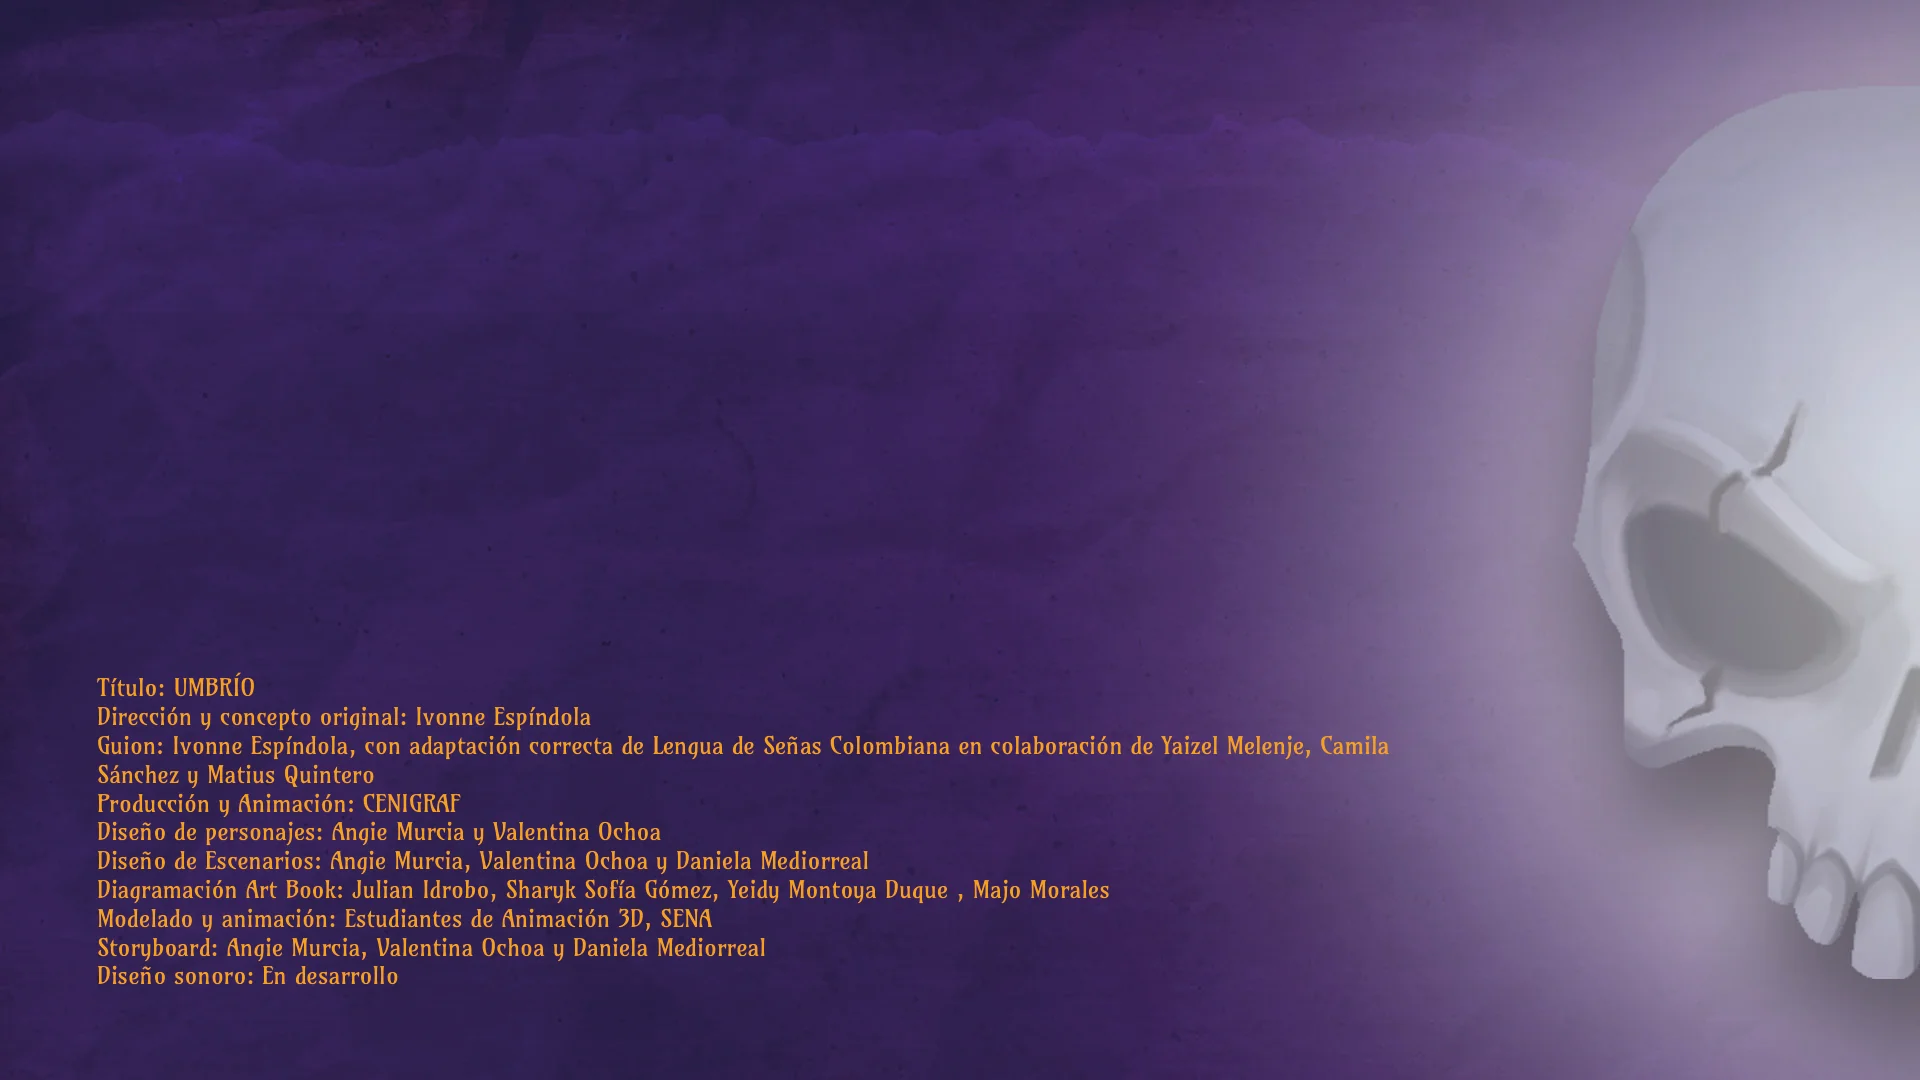 Título: UMBRÍO
Dirección y concepto original: Ivonne Espíndola
Guion: Ivonne Espíndola, con adaptación correcta de Lengua de Señas Colombiana en colaboración de Yaizel Melenje, Camila
Sánchez y Matius Quintero
Producción y Animación: CENIGRAF
Diseño de personajes: Angie Murcia y Valentina Ochoa
Diseño de Escenarios: Angie Murcia, Valentina Ochoa y Daniela Mediorreal
Diagramación Art Book: Julian Idrobo, Sharyk Sofía Gómez, Yeidy Montoya Duque , Majo Morales
Modelado y animación: Estudiantes de Animación 3D, SENA
Storyboard: Angie Murcia, Valentina Ochoa y Daniela Mediorreal
Diseño sonoro: En desarrollo